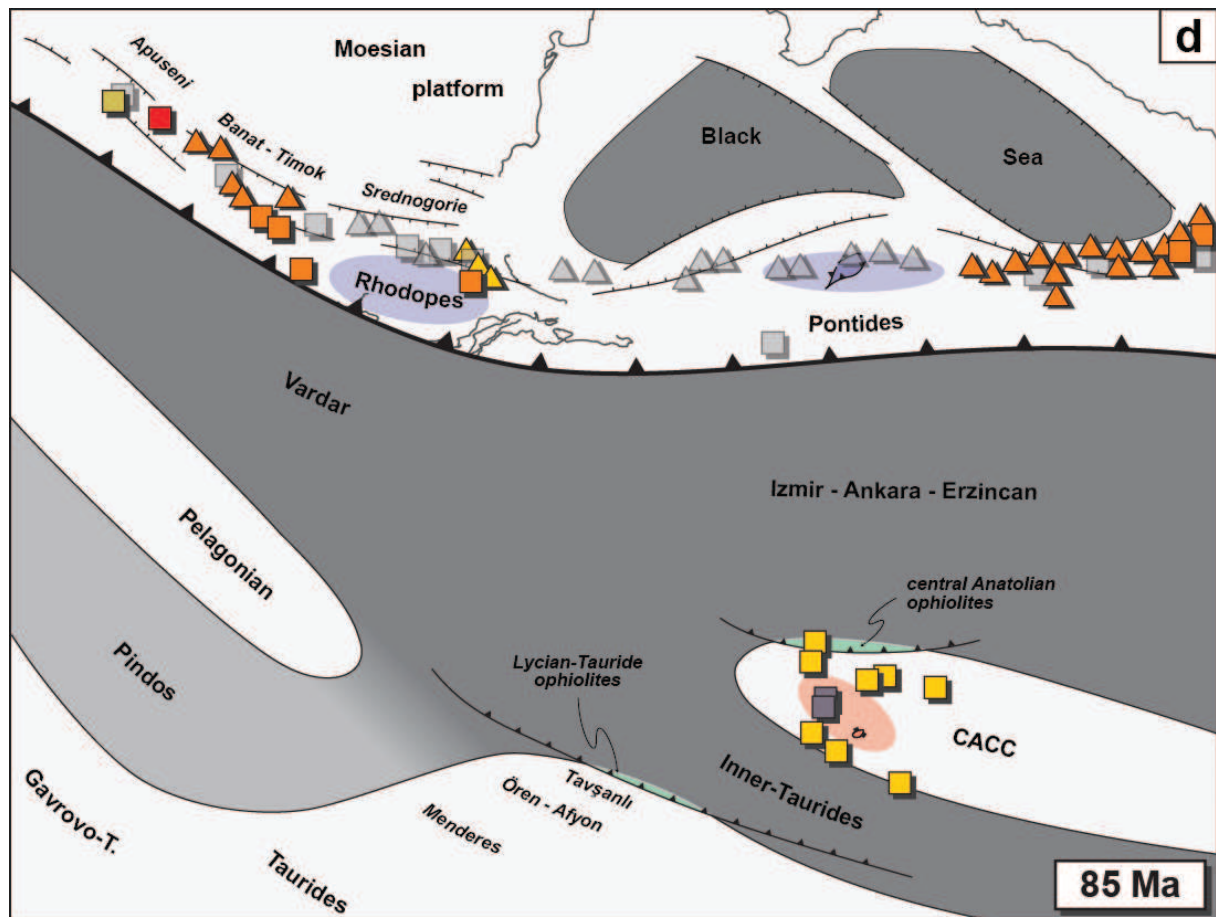 d
Apuseni
Moesian
platform
Banat - Timok
Srednogorie
Black
Sea
Rhodopes
Pontides
Vardar
Izmir - Ankara - Erzincan
Pelagonian
central Anatolian
ophiolites
Pindos
Lycian-Tauride
ophiolites
CACC
Inner-Taurides
Tavşanlı
Ören - Afyon
Menderes
Gavrovo-T.
Taurides
85 Ma